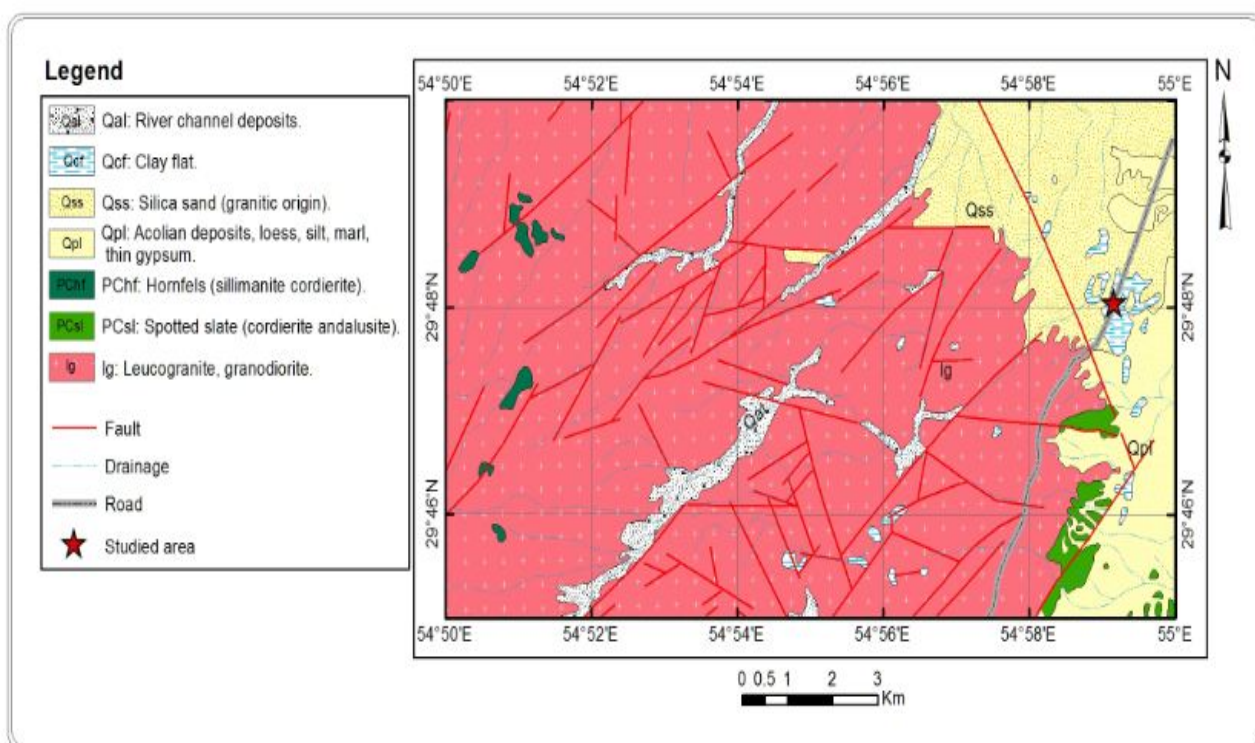 Legend
Qal Qal: River channel deposits.
Qcf Qcf: Clay flat.
Qss Qss: Silica sand (granitic origin).
Qpl Qpl: Acolian deposits, loess, silt, marl,
thin gypsum.
PChf PChf: Hornfels (sillimanite cordierite).
PCsl PCsl: Spotted slate (cordierite andalusite).
lg lg: Leucogranite, granodiorite.
Fault
Drainage
Road
Studied area
54°50'E 54°52'E 54°54'E 54°56'E 54°58'E 55°E
N
Qss
29°48'N 29°48'N
lg
Qal
Qpl
29°46'N 29°46'N
54°50'E 54°52'E 54°54'E 54°56'E 54°58'E 55°E
0 0.5 1 2 3
Km